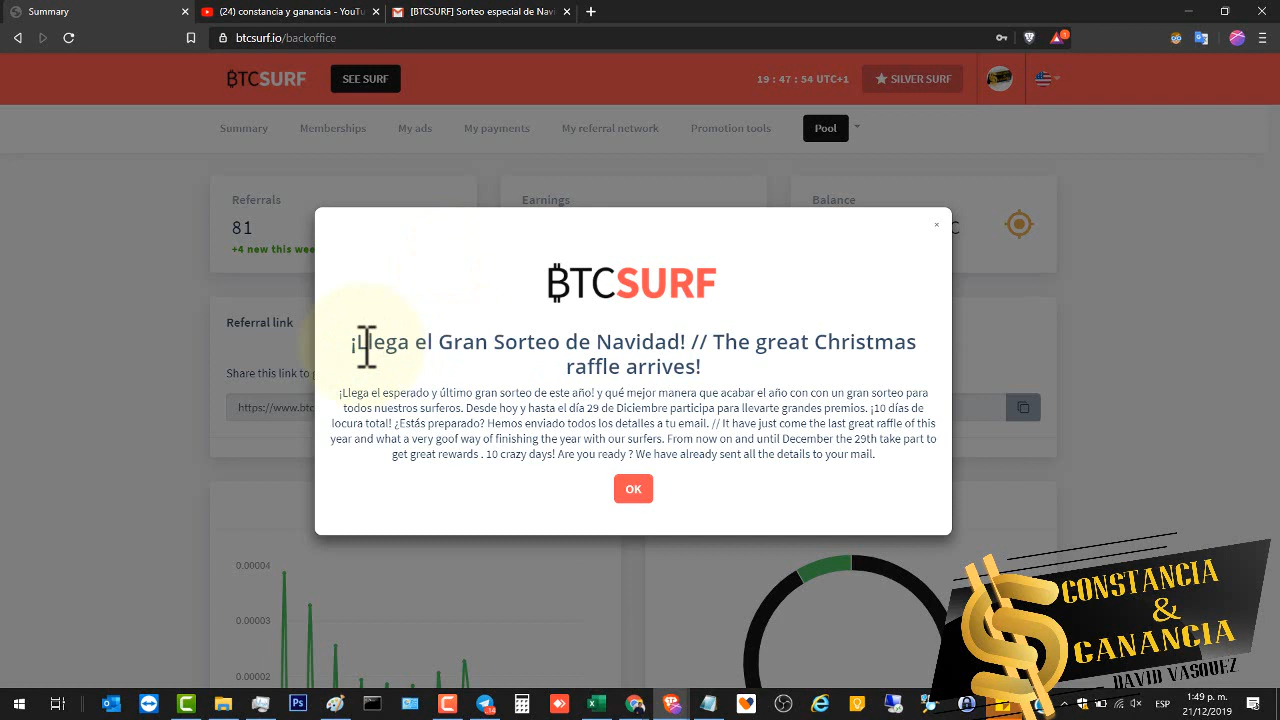 Summary
(24) constancia y ganancia - YouTu
[BTCSURF] Sorteo especial de Navi
btcsurf.io/backoffice
BTCSURF
SEE SURF
19 : 47 : 54 UTC+1
SILVER SURF
Summary
Memberships
My ads
My payments
My referral network
Promotion tools
Pool
Referrals
Earnings
Balance
81
C
+4 new this wee
BTCSURF
Referral link
¡Llega el Gran Sorteo de Navidad! // The great Christmas
raffle arrives!
Share this link to
¡Llega el esperado y último gran sorteo de este año! y qué mejor manera que acabar el año con con un gran sorteo para
todos nuestros surferos. Desde hoy y hasta el día 29 de Diciembre participa para llevarte grandes premios. ¡10 días de
https://www.btc
locura total! ¿Estás preparado? Hemos enviado todos los detalles a tu email. // It have just come the last great raffle of this
year and what a very goof way of finishing the year with our surfers. From now on and until December the 29th take part to
get great rewards . 10 crazy days! Are you ready ? We have already sent all the details to your mail.
OK
0.00004
0.00003
0.00002
CONSTANCIA
&
GANANCIA
DAVID VASQUEZ
ESP
1:49 p. m.
21/12/2019